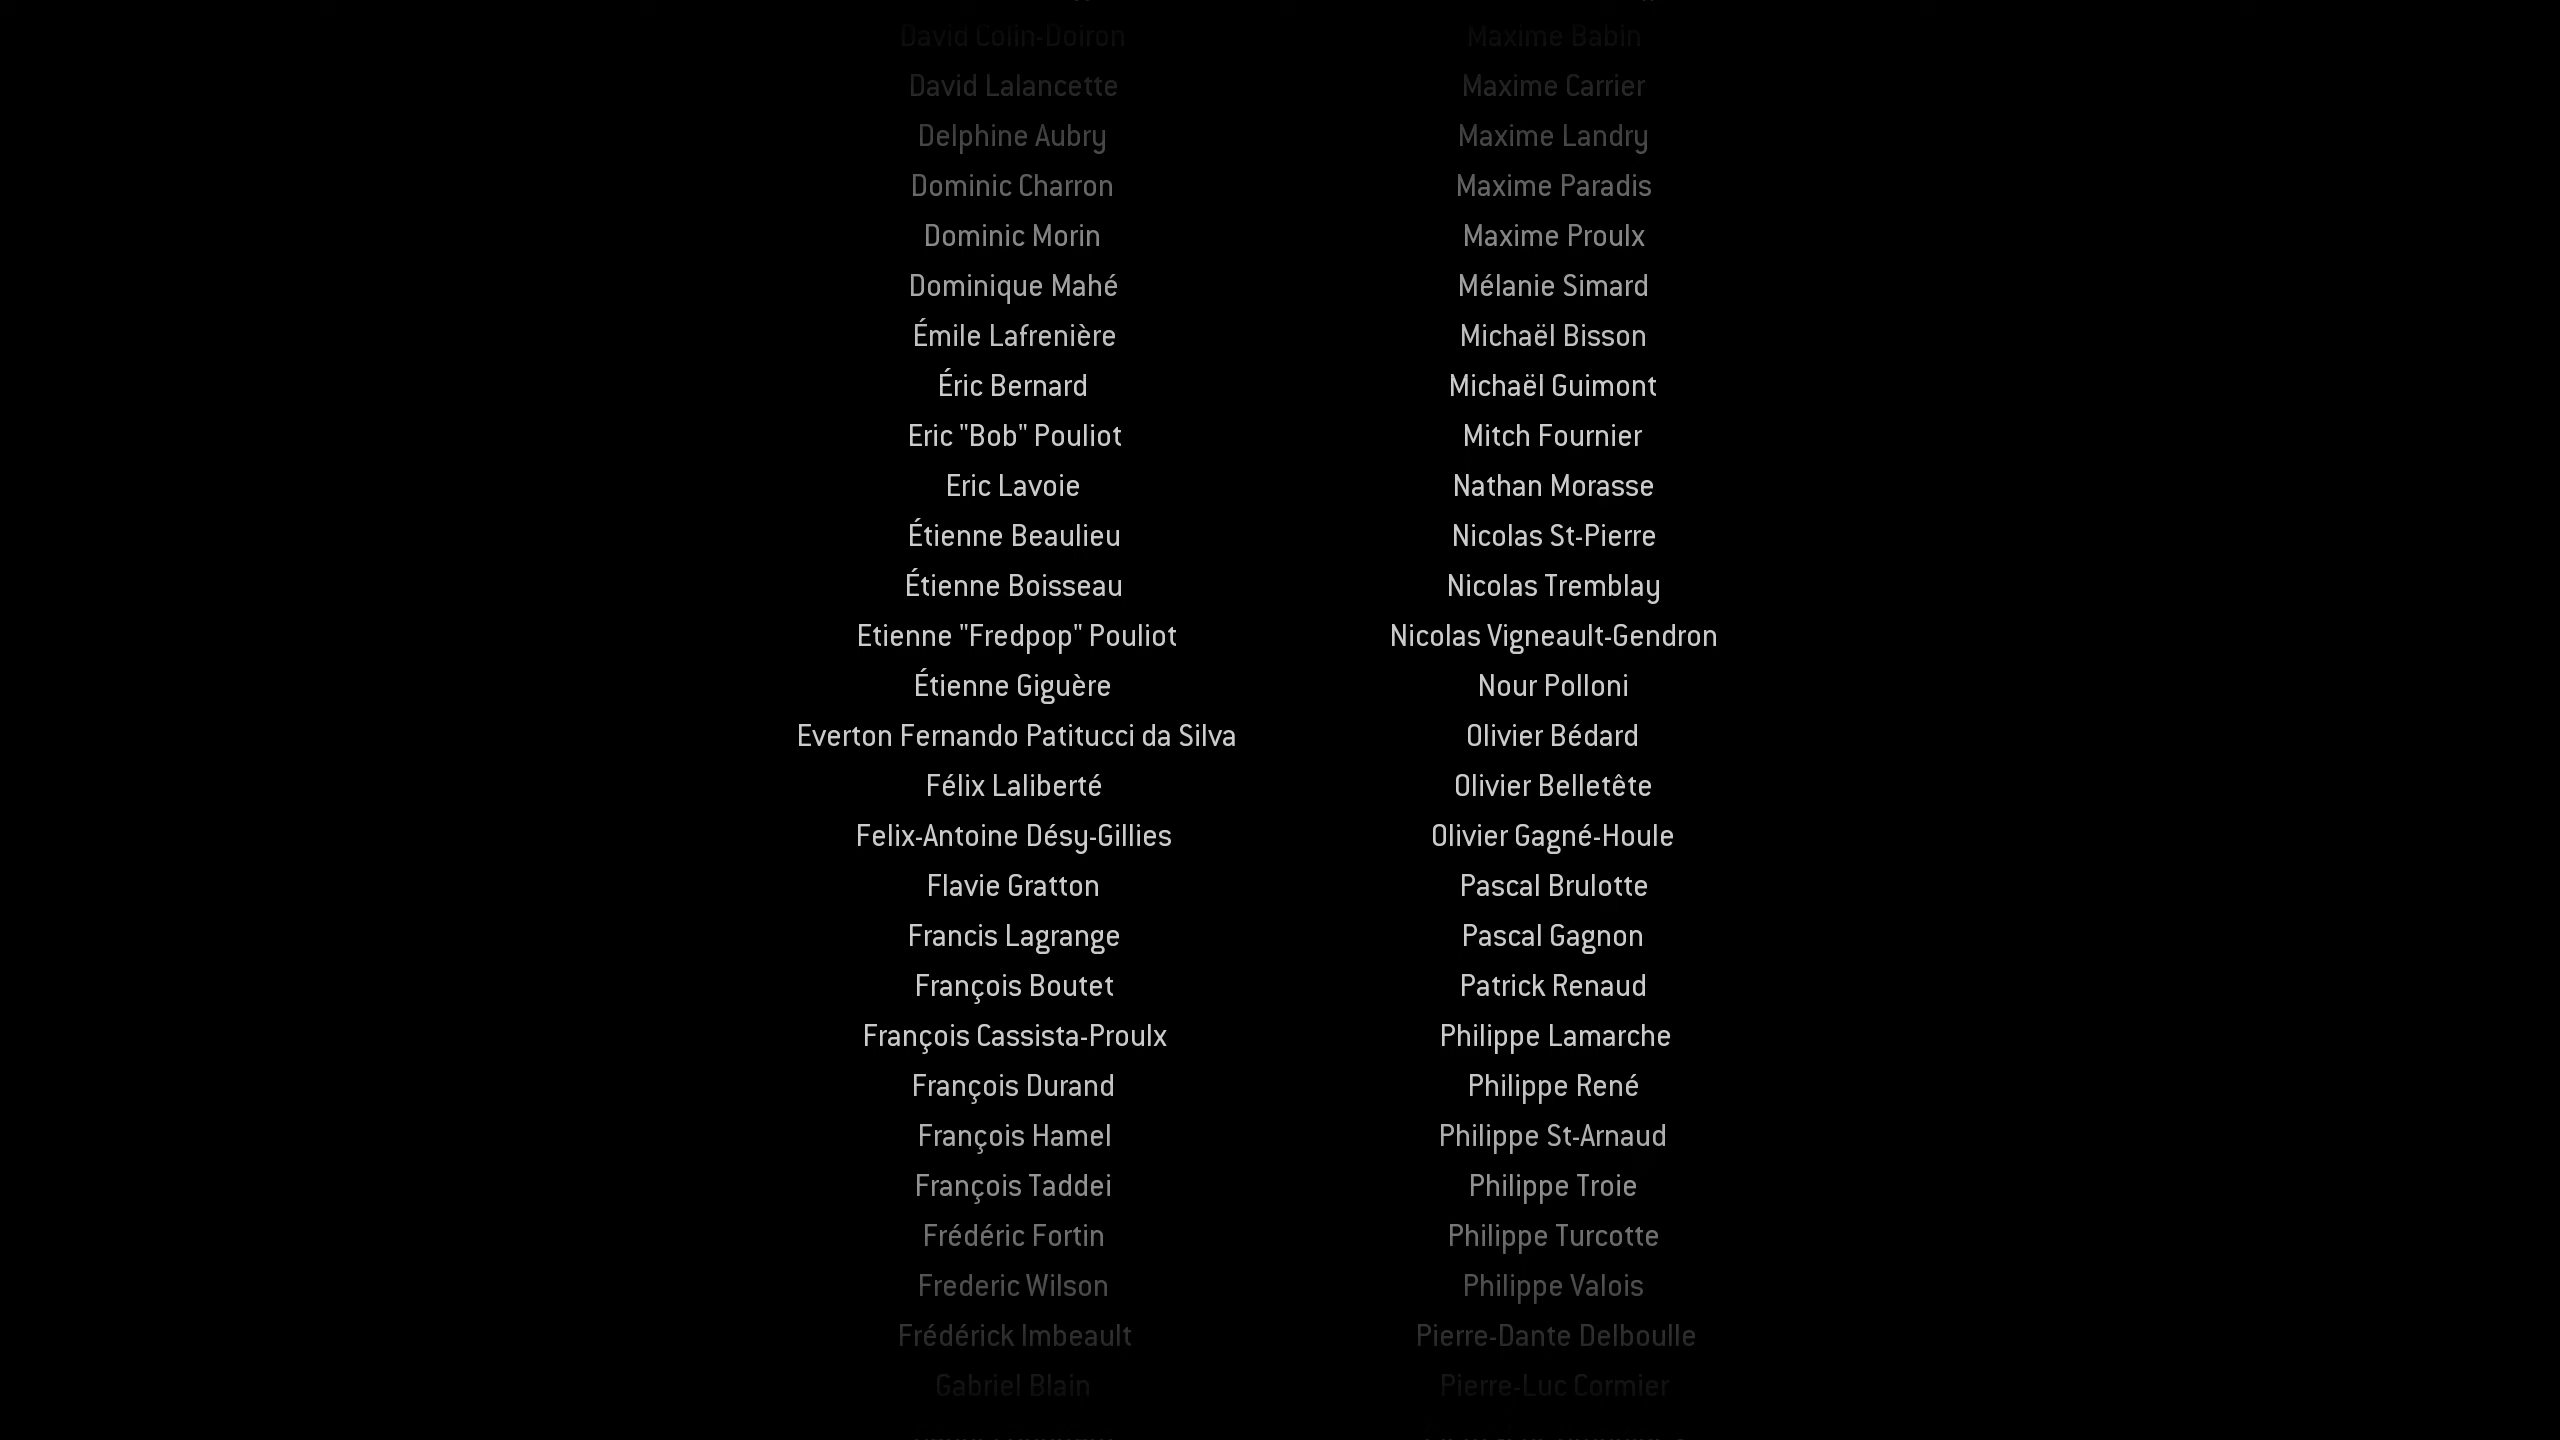 David Colin-Doiron
David Lalancette
Delphine Aubry
Dominic Charron
Dominic Morin
Dominique Mahé
Émile Lafrenière
Éric Bernard
Eric "Bob" Pouliot
Eric Lavoie
Étienne Beaulieu
Étienne Boisseau
Etienne "Fredpop" Pouliot
Étienne Giguère
Everton Fernando Patitucci da Silva
Félix Laliberté
Felix-Antoine Désy-Gillies
Flavie Gratton
Francis Lagrange
François Boutet
François Cassista-Proulx
François Durand
François Hamel
François Taddei
Frédéric Fortin
Frederic Wilson
Frédérick Imbeault
Gabriel Blain
Maxime Babin
Maxime Carrier
Maxime Landry
Maxime Paradis
Maxime Proulx
Mélanie Simard
Michaël Bisson
Michaël Guimont
Mitch Fournier
Nathan Morasse
Nicolas St-Pierre
Nicolas Tremblay
Nicolas Vigneault-Gendron
Nour Polloni
Olivier Bédard
Olivier Belletête
Olivier Gagné-Houle
Pascal Brulotte
Pascal Gagnon
Patrick Renaud
Philippe Lamarche
Philippe René
Philippe St-Arnaud
Philippe Troie
Philippe Turcotte
Philippe Valois
Pierre-Dante Delboulle
Pierre-Luc Cormier